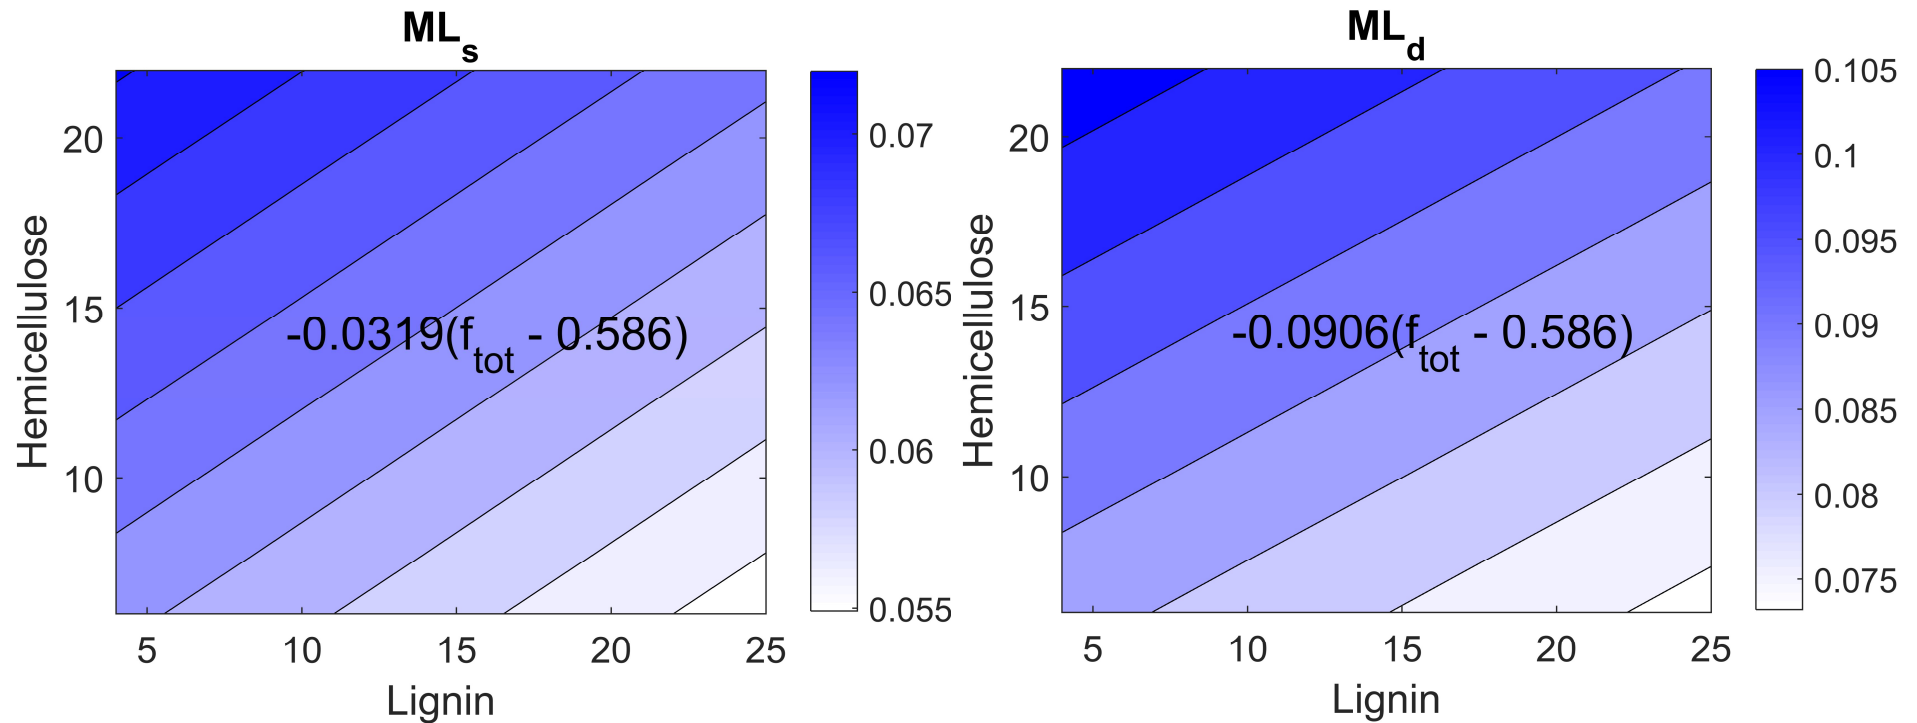 ML_s
Hemicellulose
20
15
10
-0.0319(f_tot - 0.586)
5 10 15 20 25
Lignin
0.07
0.065
0.06
0.055
ML_d
Hemicellulose
20
15
10
-0.0906(f_tot - 0.586)
5 10 15 20 25
Lignin
0.105
0.1
0.095
0.09
0.085
0.08
0.075